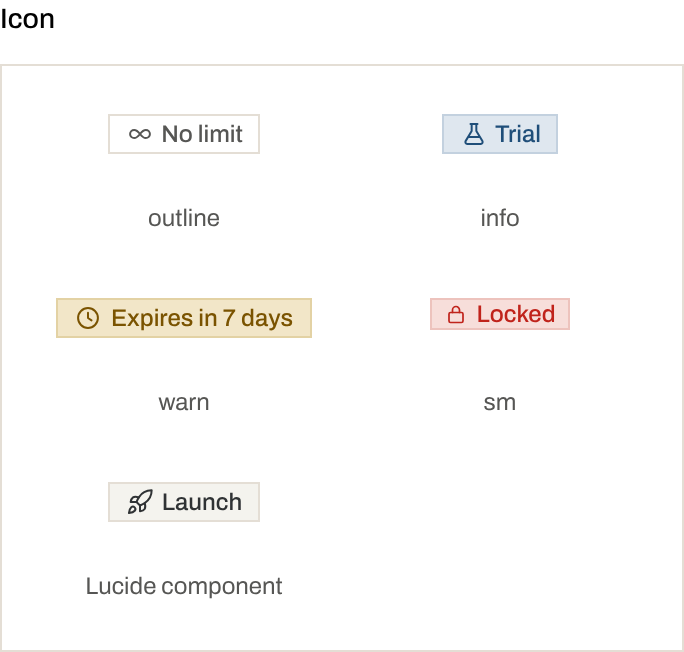 Icon
No limit
Trial
outline
info
Expires in 7 days
Locked
warn
sm
Launch
Lucide component